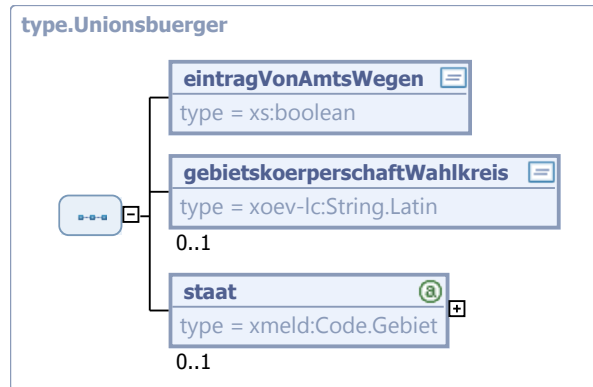 type.Unionsbuerger
eintragVonAmtsWegen
type = xs:boolean
gebietskoerperschaftWahlkreis
type = xoev-lc:String.Latin
0..1
staat
type = xmeld:Code.Gebiet
0..1